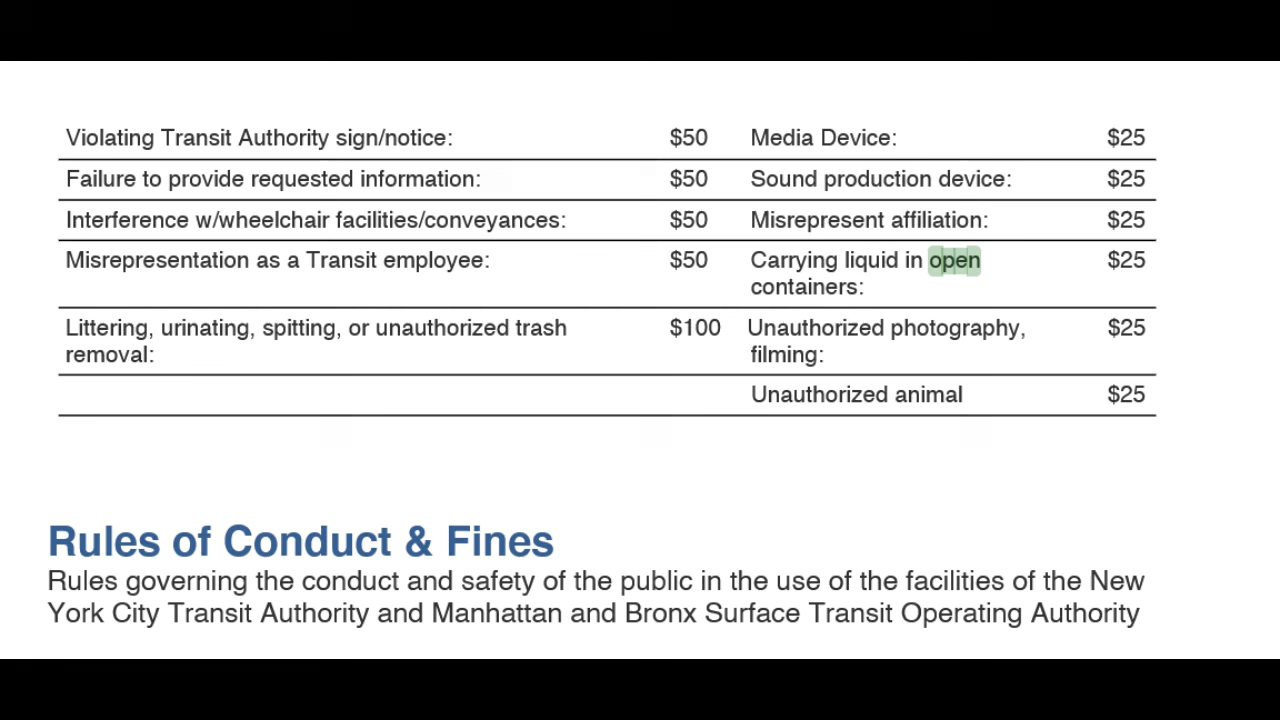 Violating Transit Authority sign/notice: $50 Media Device: $25
Failure to provide requested information: $50 Sound production device: $25
Interference w/wheelchair facilities/conveyances: $50 Misrepresent affiliation: $25
Misrepresentation as a Transit employee: $50 Carrying liquid in open $25
containers:
Littering, urinating, spitting, or unauthorized trash $100 Unauthorized photography, $25
removal: filming:
Unauthorized animal $25
Rules of Conduct & Fines
Rules governing the conduct and safety of the public in the use of the facilities of the New
York City Transit Authority and Manhattan and Bronx Surface Transit Operating Authority